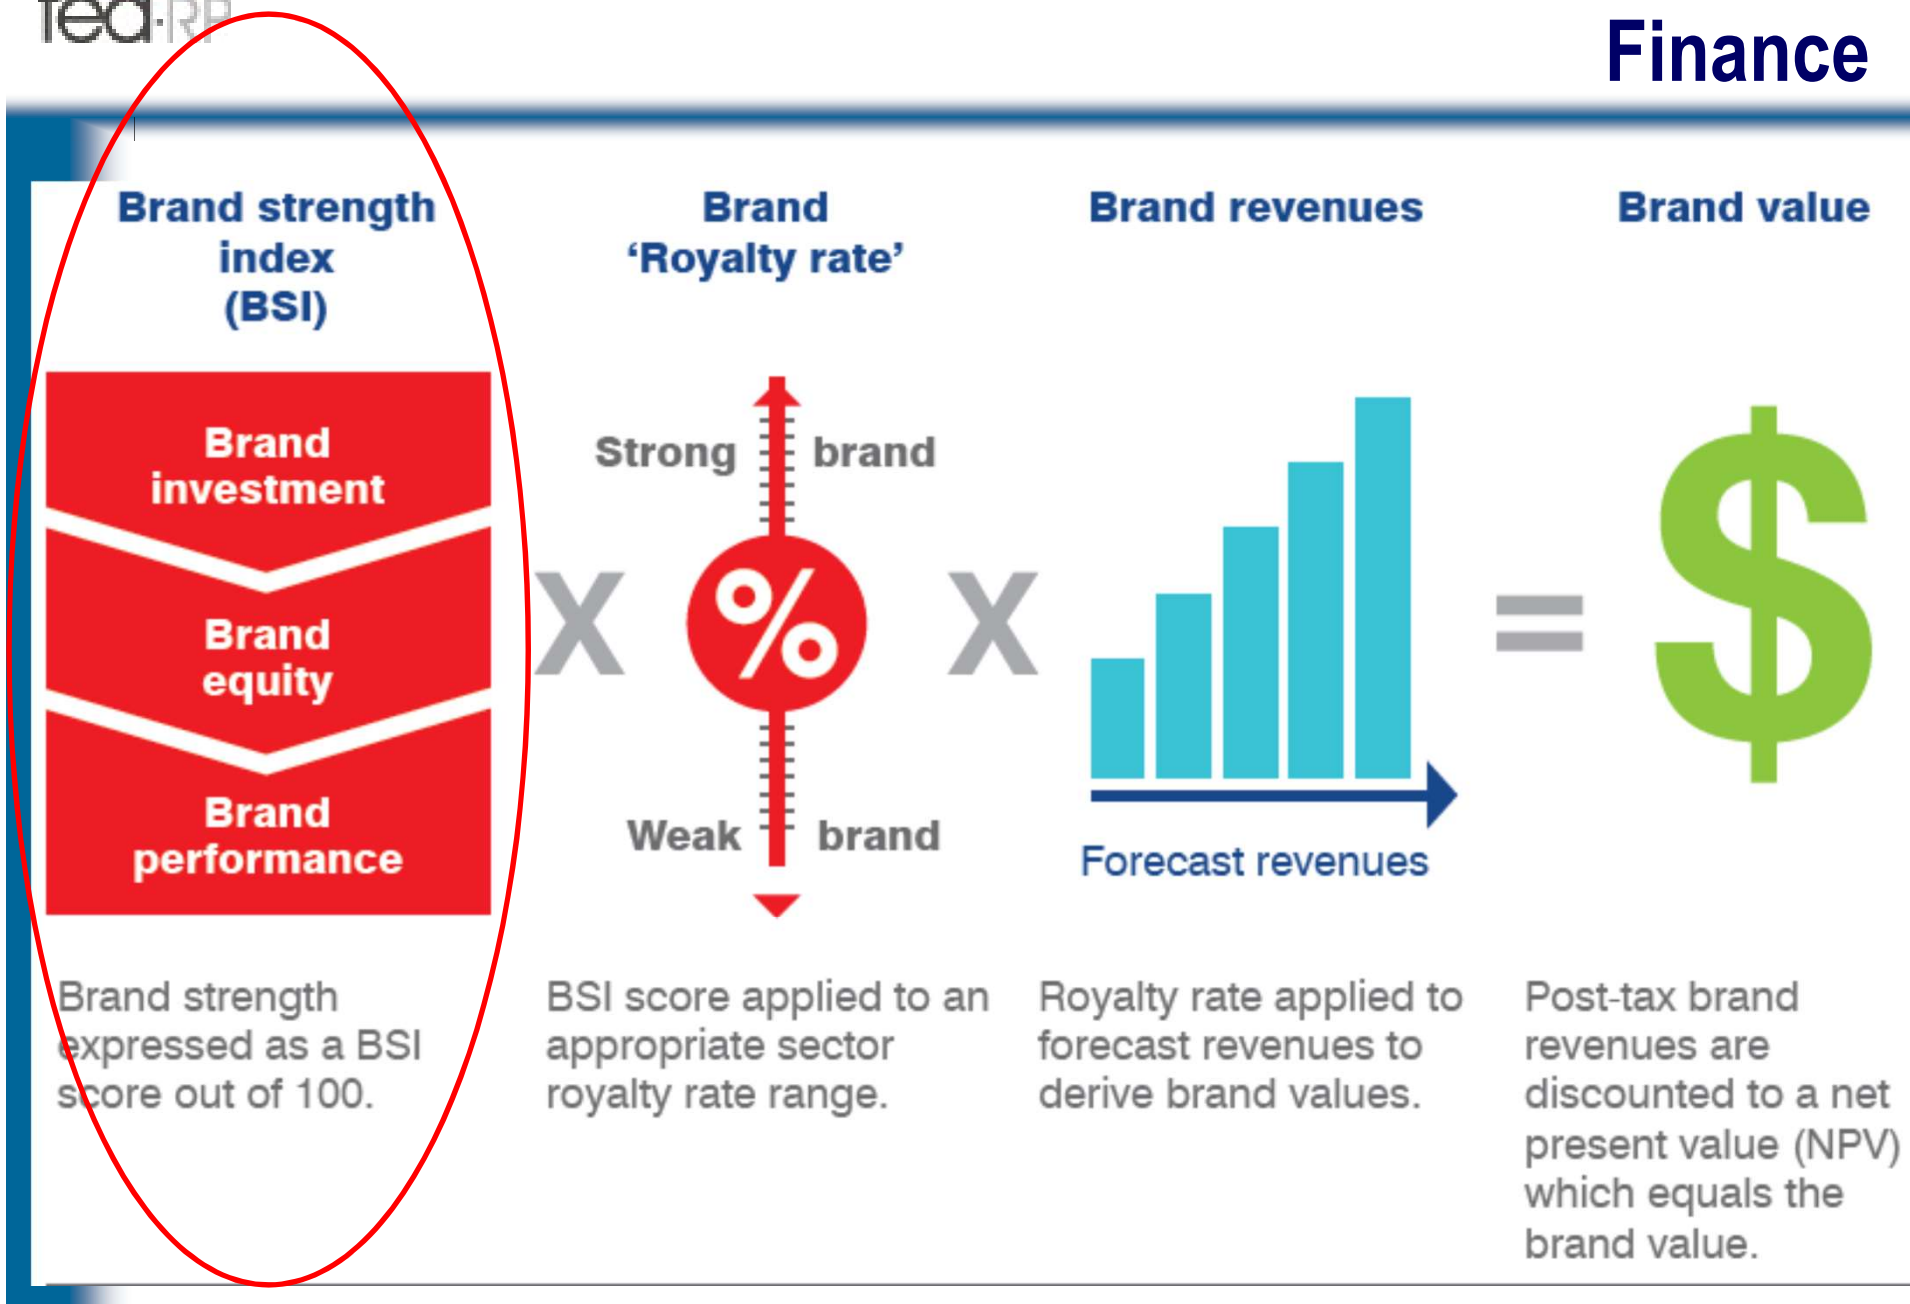 Finance
Brand strength
index
(BSI)
Brand
investment
Brand
equity
Brand
performance
Brand strength
expressed as a BSI
score out of 100.
X
Brand
‘Royalty rate’
Strong brand
%
Weak brand
BSI score applied to an
appropriate sector
royalty rate range.
X
Brand revenues
Forecast revenues
Royalty rate applied to
forecast revenues to
derive brand values.
=
Brand value
$
Post-tax brand
revenues are
discounted to a net
present value (NPV)
which equals the
brand value.